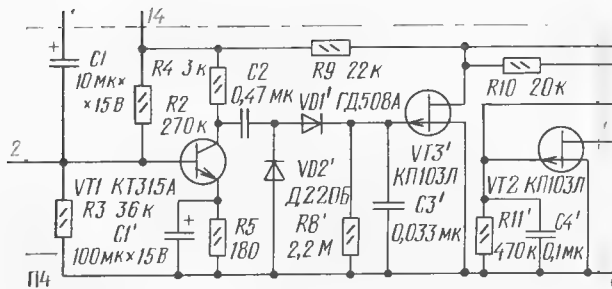 14
C1
10мк×
×15В
R4 3к
R2
270к
C2
0,47мк
R9 22к
VD1' ГД508А
R10 20к
2
VT1 КТ315А
R3 36к
C1'
100мк×15В
R5
180
VD2'
Д220Б
R8'
2,2М
VT3'
КП103Л
C3'
0,033мк
VT2 КП103Л
R11'
470к
C4'
0,1мк
П4